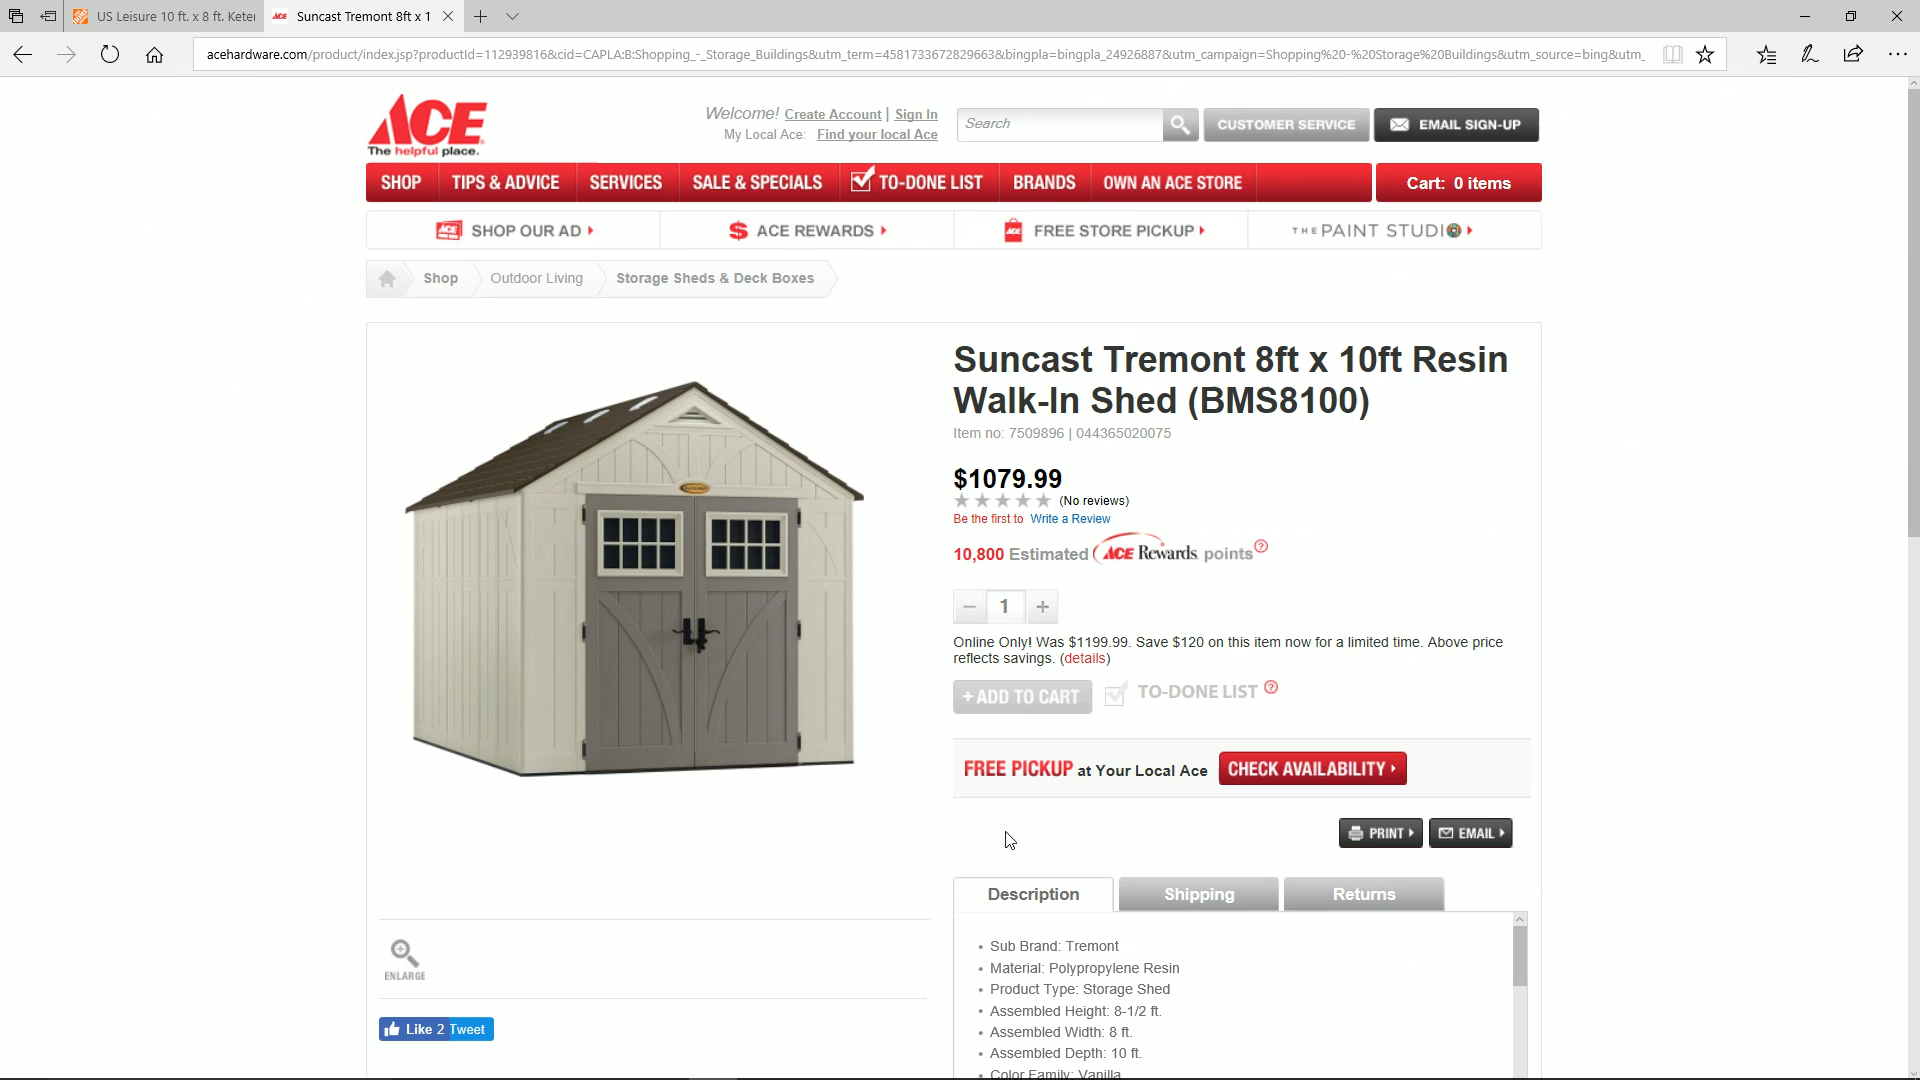 US Leisure 10 ft. x 8 ft. Keter
ACE Suncast Tremont 8ft x 1
acehardware.com/product/index.jsp?productId=112939816&cid=CAPLA:B:Shopping_-_Storage_Buildings&utm_term=4581733672829663&bingpla=bingpla_24926887&utm_campaign=Shopping%20-%20Storage%20Buildings&utm_source=bing&utm_
ACE
The helpful place.
Welcome! Create Account | Sign In
My Local Ace: Find your local Ace
Search
CUSTOMER SERVICE
EMAIL SIGN-UP
SHOP TIPS & ADVICE SERVICES SALE & SPECIALS TO-DONE LIST BRANDS OWN AN ACE STORE
Cart: 0 items
ACE SHOP OUR AD
$ ACE REWARDS
ACE FREE STORE PICKUP
THE PAINT STUDIO
Shop Outdoor Living Storage Sheds & Deck Boxes
Suncast Tremont 8ft x 10ft Resin
Walk-In Shed (BMS8100)
Item no: 7509896 | 044365020075
$1079.99
(No reviews)
Be the first to Write a Review
10,800 Estimated ACE Rewards points ?
− 1 +
Online Only! Was $1199.99. Save $120 on this item now for a limited time. Above price
reflects savings. (details)
+ ADD TO CART
TO-DONE LIST ?
FREE PICKUP at Your Local Ace CHECK AVAILABILITY
PRINT
EMAIL
Description Shipping Returns
• Sub Brand: Tremont
• Material: Polypropylene Resin
• Product Type: Storage Shed
• Assembled Height: 8-1/2 ft.
• Assembled Width: 8 ft.
• Assembled Depth: 10 ft.
• Color Family: Vanilla
ENLARGE
Like 2 Tweet